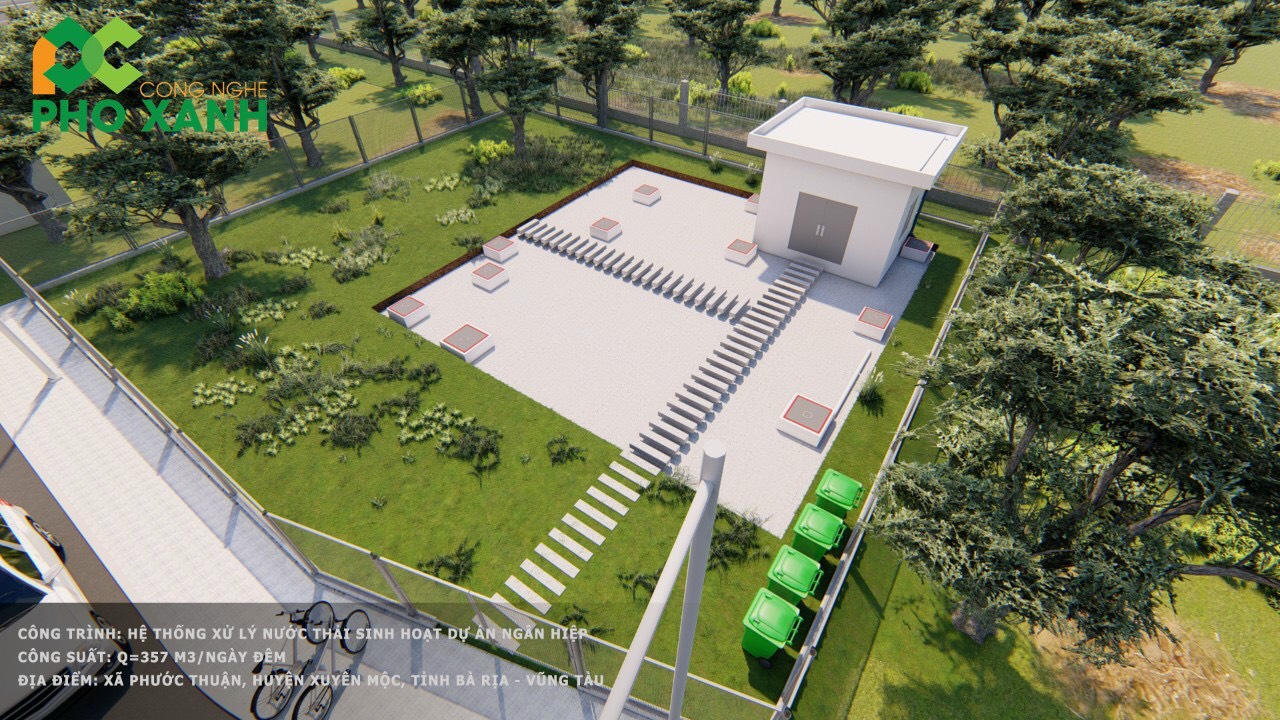 CÔNG NGHỆ
PHỐ XANH
CÔNG TRÌNH: HỆ THỐNG XỬ LÝ NƯỚC THẢI SINH HOẠT DỰ ÁN NGÂN HIỆP
CÔNG SUẤT: Q=357 M3/NGÀY ĐÊM
ĐỊA ĐIỂM: XÃ PHƯỚC THUẬN, HUYỆN XUYÊN MỘC, TỈNH BÀ RỊA - VŨNG TÀU